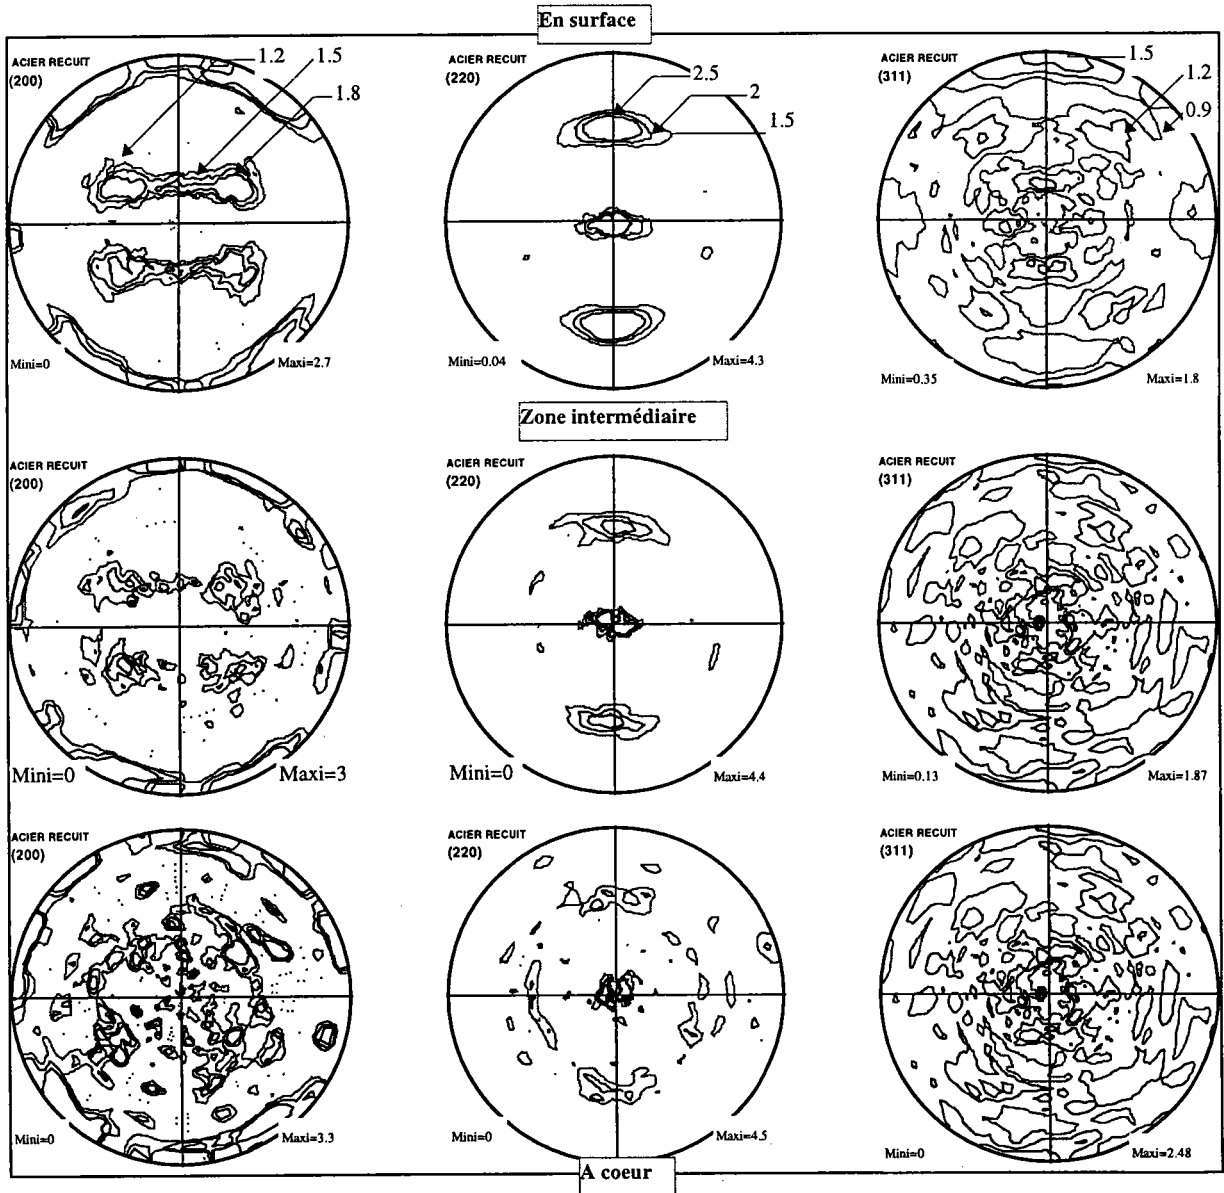 En surface
ACIER RECUIT
(200)
1.2
1.5
1.8
Mini=0
Maxi=2.7
ACIER RECUIT
(220)
2.5
2
1.5
Mini=0.04
Maxi=4.3
ACIER RECUIT
(311)
1.5
1.2
0.9
Mini=0.35
Maxi=1.8
Zone intermédiaire
ACIER RECUIT
(200)
Mini=0
Maxi=3
ACIER RECUIT
(220)
Mini=0
Maxi=4.4
ACIER RECUIT
(311)
Mini=0.13
Maxi=1.87
ACIER RECUIT
(200)
Mini=0
Maxi=3.3
ACIER RECUIT
(220)
Mini=0
Maxi=4.5
ACIER RECUIT
(311)
Mini=0
Maxi=2.48
A coeur